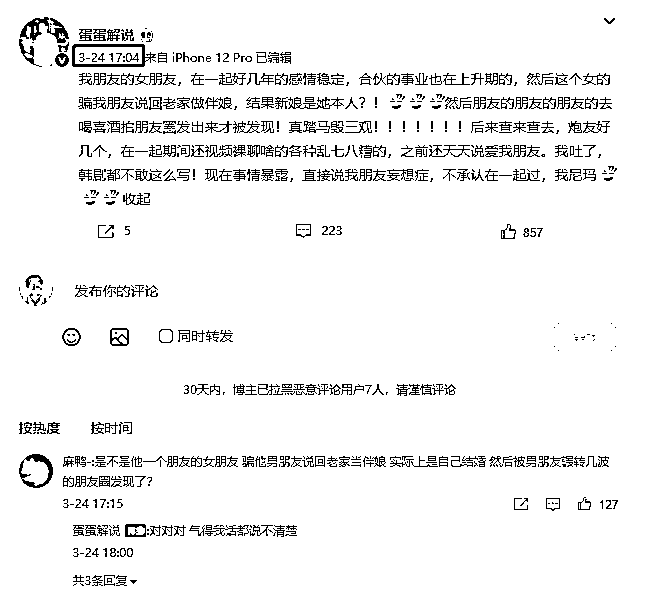 蛋蛋解说
3-24 17:04 来自 iPhone 12 Pro 已编辑
我朋友的女朋友，在一起好几年的感情稳定，合伙的事业也在上升期的，然后这个女的
骗我朋友说回老家做伴娘，结果新娘是她本人？！然后朋友的朋友的朋友的去
喝喜酒拍朋友圈发出来才被发现！真踏马毁三观！！！！！！！后来查来查去，炮友好
几个，在一起期间还视频裸聊啥的各种乱七八糟的，之前还天天说爱我朋友。我吐了，
韩剧都不敢这么写！现在事情暴露，直接说我朋友妄想症，不承认在一起过，我尼玛
收起
5 223 857
发布你的评论
同时转发
30天内，博主已拉黑恶意评论用户7人，请谨慎评论
按热度 按时间
麻鸭-:是不是他一个朋友的女朋友 骗他男朋友说回老家当伴娘 实际上是自己结婚 然后被男朋友辗转几波
的朋友圈发现了？
3-24 17:15 127
蛋蛋解说 :对对对 气得我话都说不清楚
3-24 18:00
共3条回复